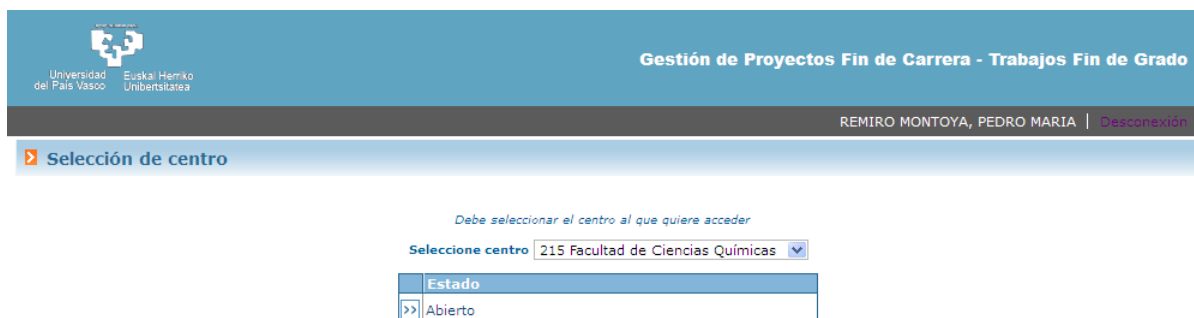 Universidad del País Vasco
Euskal Herriko Unibertsitatea
Gestión de Proyectos Fin de Carrera - Trabajos Fin de Grado
REMIRO MONTOYA, PEDRO MARIA | Desconexión
Selección de centro
Debe seleccionar el centro al que quiere acceder
Seleccione centro 215 Facultad de Ciencias Químicas
Estado
>> Abierto